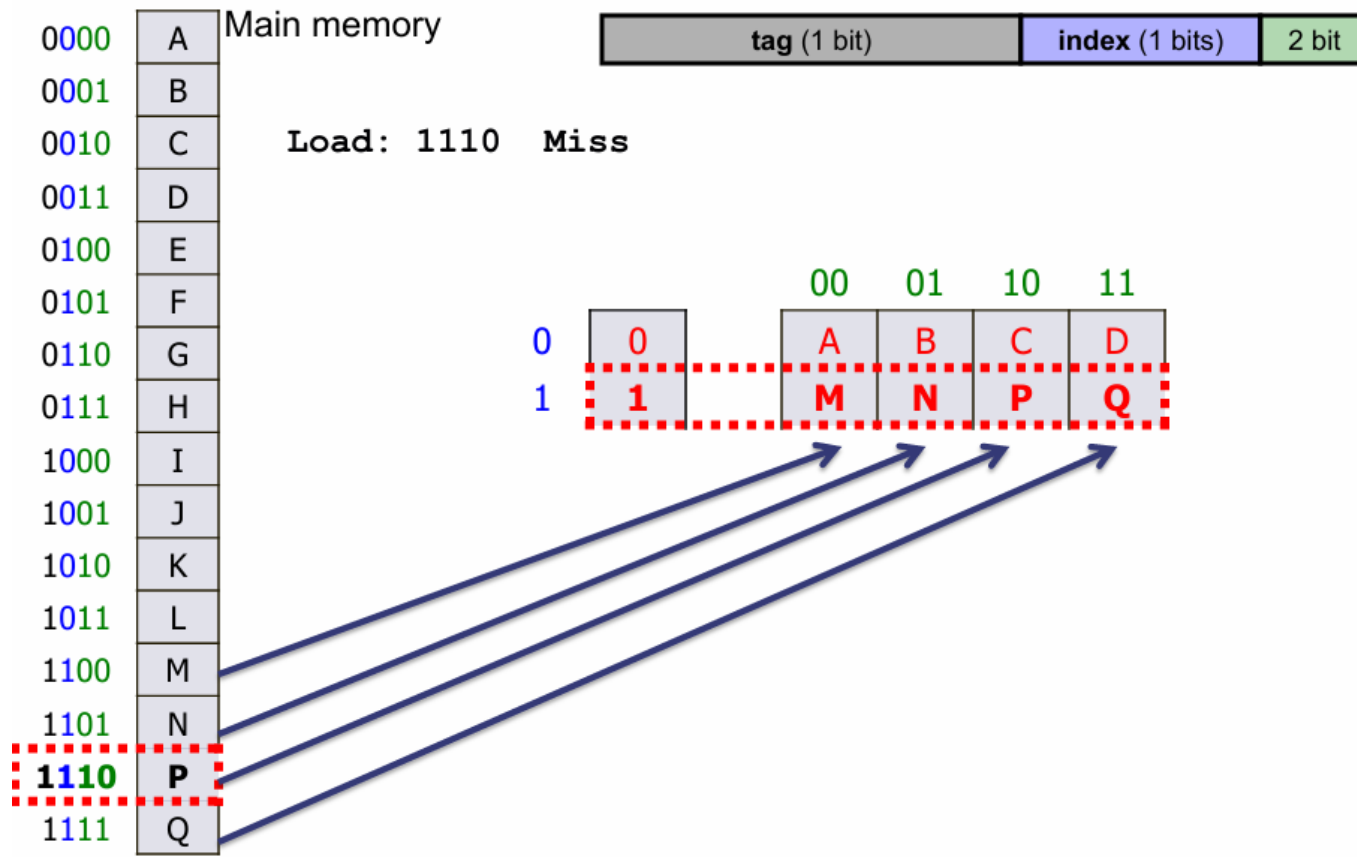 Main memory
tag (1 bit) index (1 bits) 2 bit
0000 A
0001 B
0010 C
Load: 1110 Miss
0011 D
0100 E
0101 F
0110 G
0111 H
1000 I
1001 J
1010 K
1011 L
1100 M
1101 N
1110 P
1111 Q
00 01 10 11
0 0 A B C D
1 1 M N P Q